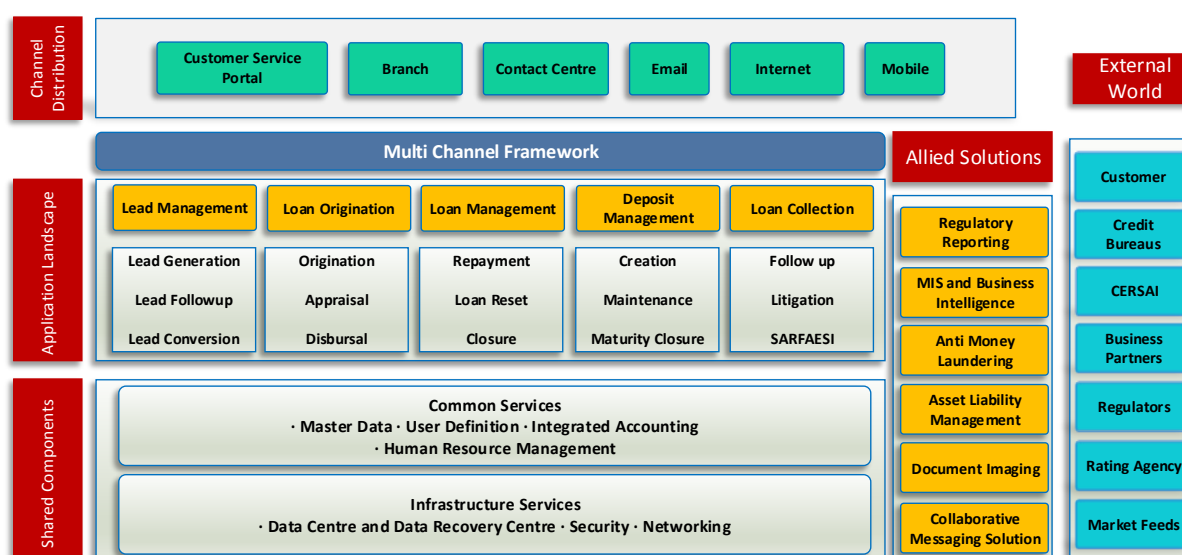 Channel
Distribution
Customer Service
Portal
Branch
Contact Centre
Email
Internet
Mobile
External
World
Multi Channel Framework
Allied Solutions
Application Landscape
Lead Management
Loan Origination
Loan Management
Deposit
Management
Loan Collection
Lead Generation
Lead Followup
Lead Conversion
Origination
Appraisal
Disbursal
Repayment
Loan Reset
Closure
Creation
Maintenance
Maturity Closure
Follow up
Litigation
SARFAESI
Shared Components
Common Services
· Master Data · User Definition · Integrated Accounting
· Human Resource Management
Infrastructure Services
· Data Centre and Data Recovery Centre · Security · Networking
Regulatory
Reporting
MIS and Business
Intelligence
Anti Money
Laundering
Asset Liability
Management
Document Imaging
Collaborative
Messaging Solution
Customer
Credit
Bureaus
CERSAI
Business
Partners
Regulators
Rating Agency
Market Feeds